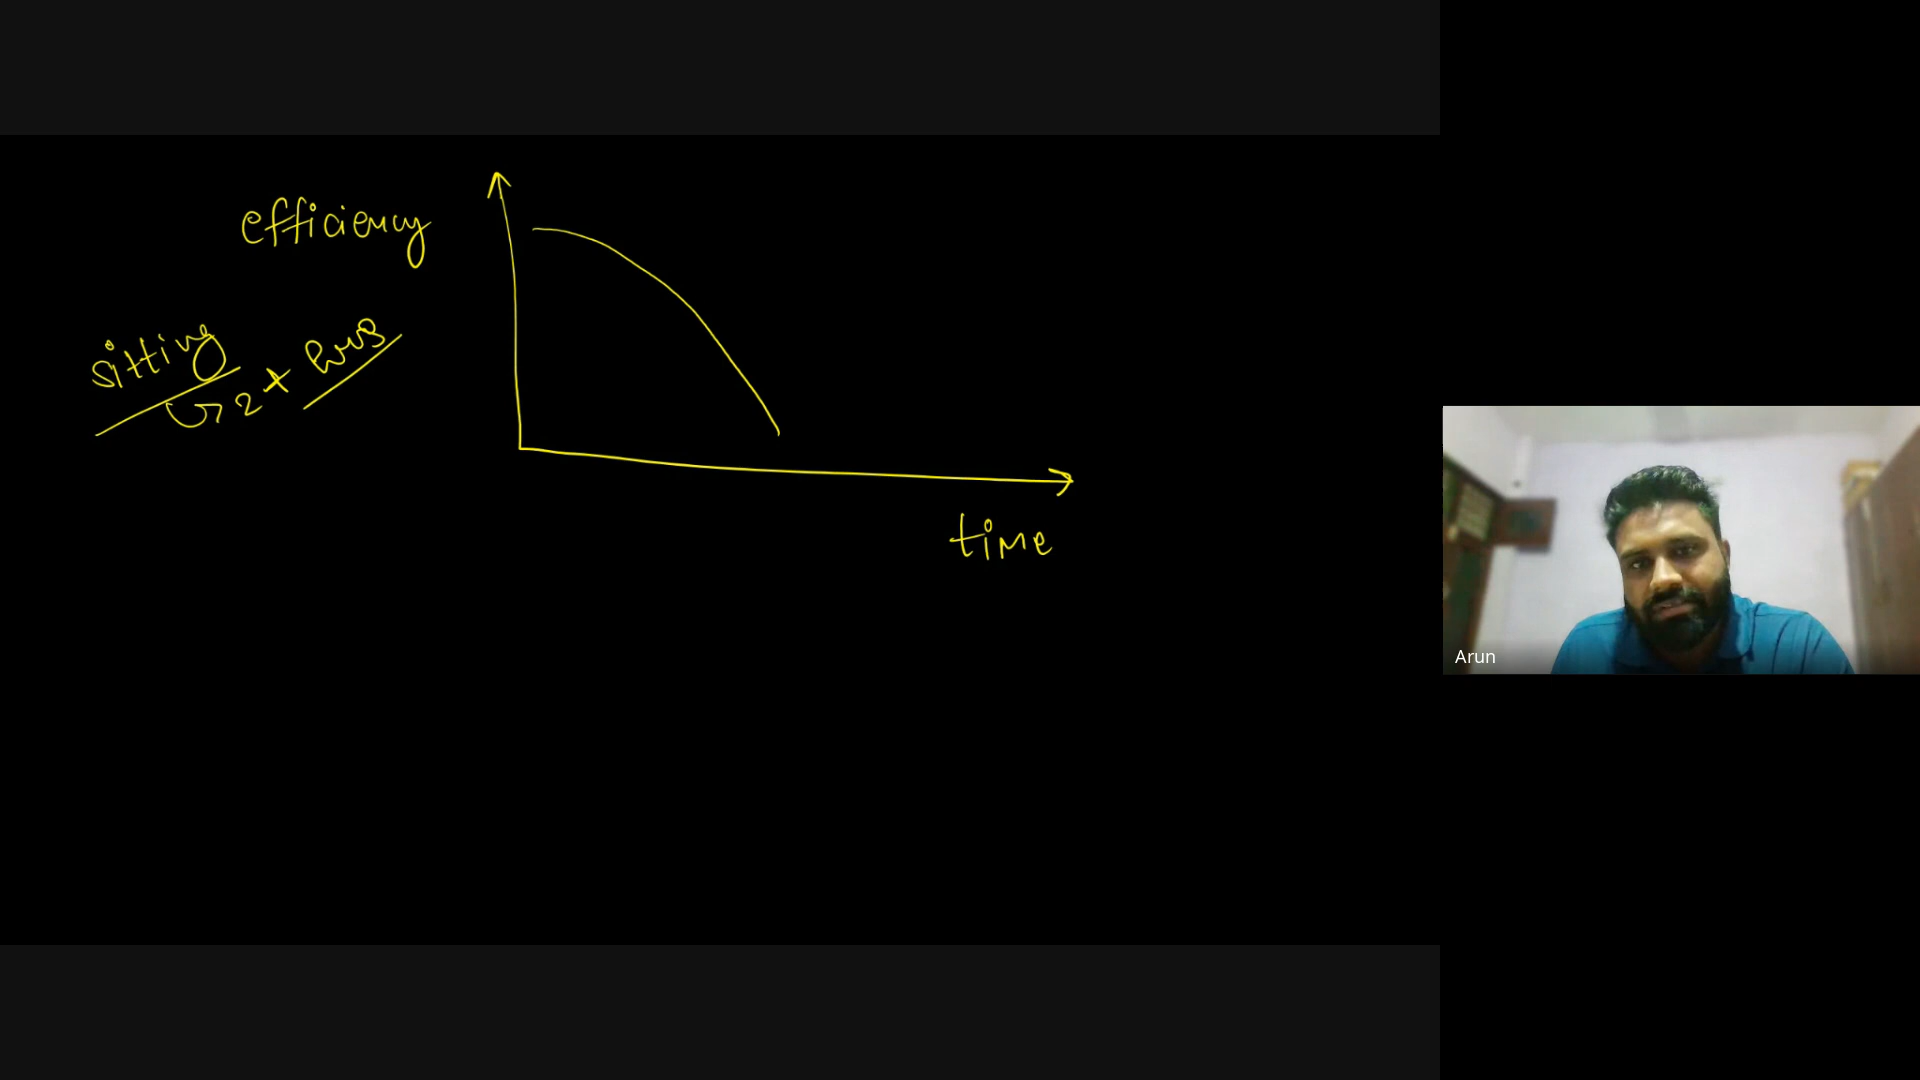 efficiency
sitting
2 * hrs
time
Arun